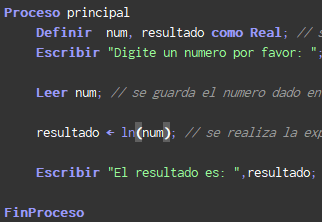 Proceso principal
Definir num, resultado como Real; //
Escribir "Digite un numero por favor: ";
Leer num; // se guarda el numero dado en
resultado ← ln(num); // se realiza la
Escribir "El resultado es: ",resultado;
FinProceso